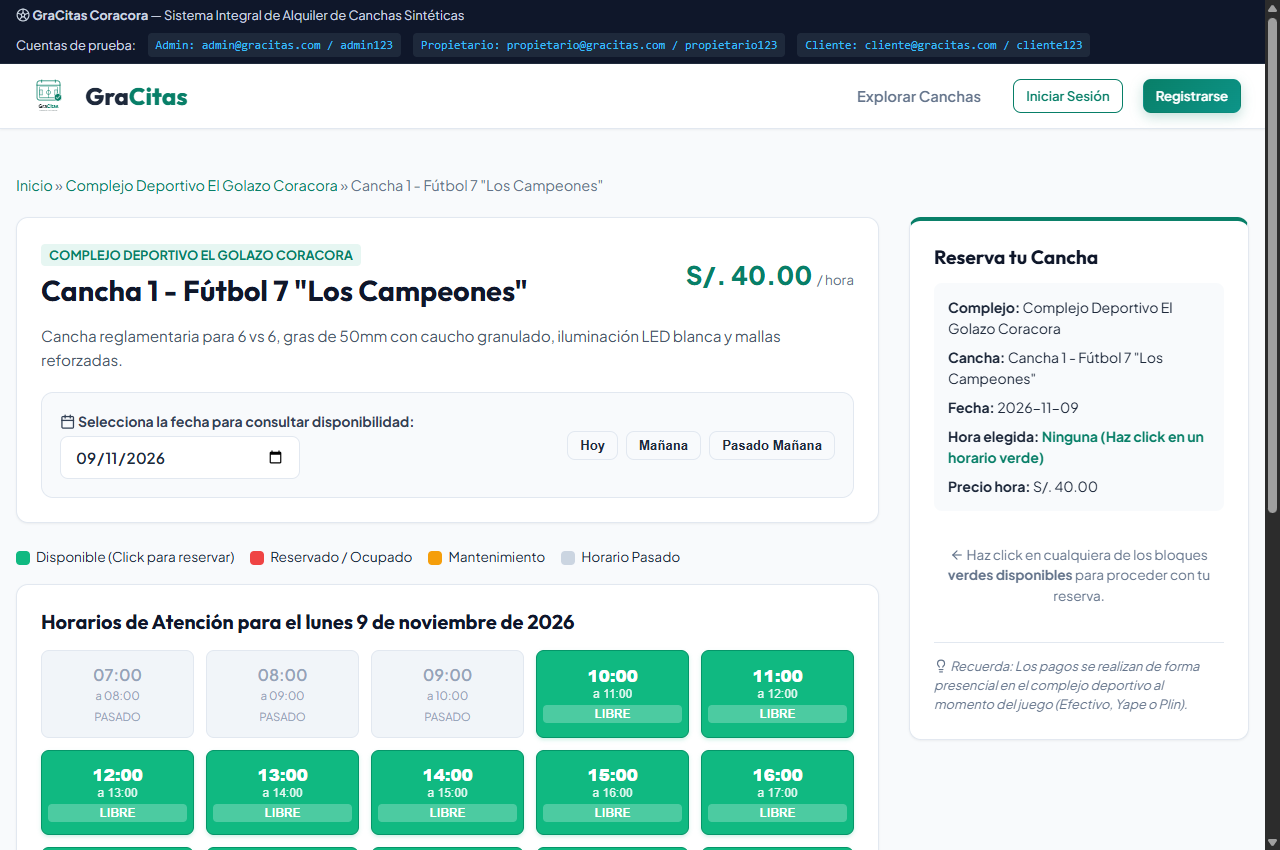 GraCitas Coracora — Sistema Integral de Alquiler de Canchas Sintéticas
Cuentas de prueba: Admin: admin@gracitas.com / admin123 Propietario: propietario@gracitas.com / propietario123 Cliente: cliente@gracitas.com / cliente123
GraCitas
GraCitas
Explorar Canchas
Iniciar Sesión
Registrarse
Inicio » Complejo Deportivo El Golazo Coracora » Cancha 1 - Fútbol 7 "Los Campeones"
COMPLEJO DEPORTIVO EL GOLAZO CORACORA
Cancha 1 - Fútbol 7 "Los Campeones"
S/. 40.00 / hora
Cancha reglamentaria para 6 vs 6, gras de 50mm con caucho granulado, iluminación LED blanca y mallas
reforzadas.
Selecciona la fecha para consultar disponibilidad:
09/11/2026
Hoy
Mañana
Pasado Mañana
Disponible (Click para reservar)
Reservado / Ocupado
Mantenimiento
Horario Pasado
Horarios de Atención para el lunes 9 de noviembre de 2026
07:00
a 08:00
PASADO
08:00
a 09:00
PASADO
09:00
a 10:00
PASADO
10:00
a 11:00
LIBRE
11:00
a 12:00
LIBRE
12:00
a 13:00
LIBRE
13:00
a 14:00
LIBRE
14:00
a 15:00
LIBRE
15:00
a 16:00
LIBRE
16:00
a 17:00
LIBRE
Reserva tu Cancha
Complejo: Complejo Deportivo El
Golazo Coracora
Cancha: Cancha 1 - Fútbol 7 "Los
Campeones"
Fecha: 2026-11-09
Hora elegida: Ninguna (Haz click en un
horario verde)
Precio hora: S/. 40.00
← Haz click en cualquiera de los bloques
verdes disponibles para proceder con tu
reserva.
Recuerda: Los pagos se realizan de forma
presencial en el complejo deportivo al
momento del juego (Efectivo, Yape o Plin).